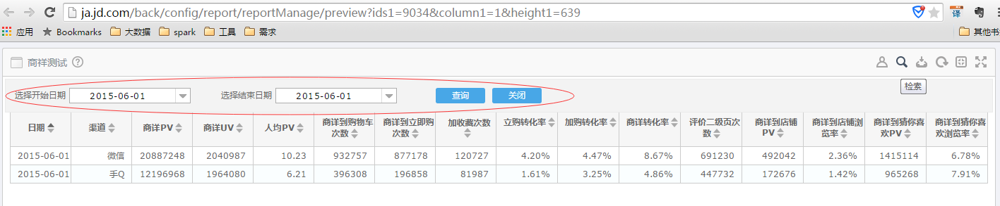 ja.jd.com/back/config/report/reportManage/preview?ids1=9034&column1=1&height1=639
译
应用 Bookmarks 大数据 spark 工具 需求 其他书
商祥测试
检索
选择开始日期 2015-06-01 选择结束日期 2015-06-01 查询 关闭
日期 渠道 商详PV 商详UV 人均PV 商详到购物车次数 商详到立即购次数 加收藏次数 立购转化率 加购转化率 商详转化率 评价二级页次数 商详到店铺PV 商详到店铺浏览率 商详到猜你喜欢PV 商详到猜你喜欢浏览率
2015-06-01 微信 20887248 2040987 10.23 932757 877178 120727 4.20% 4.47% 8.67% 691230 492042 2.36% 1415114 6.78%
2015-06-01 手Q 12196968 1964080 6.21 396308 196858 81987 1.61% 3.25% 4.86% 447732 172676 1.42% 965268 7.91%